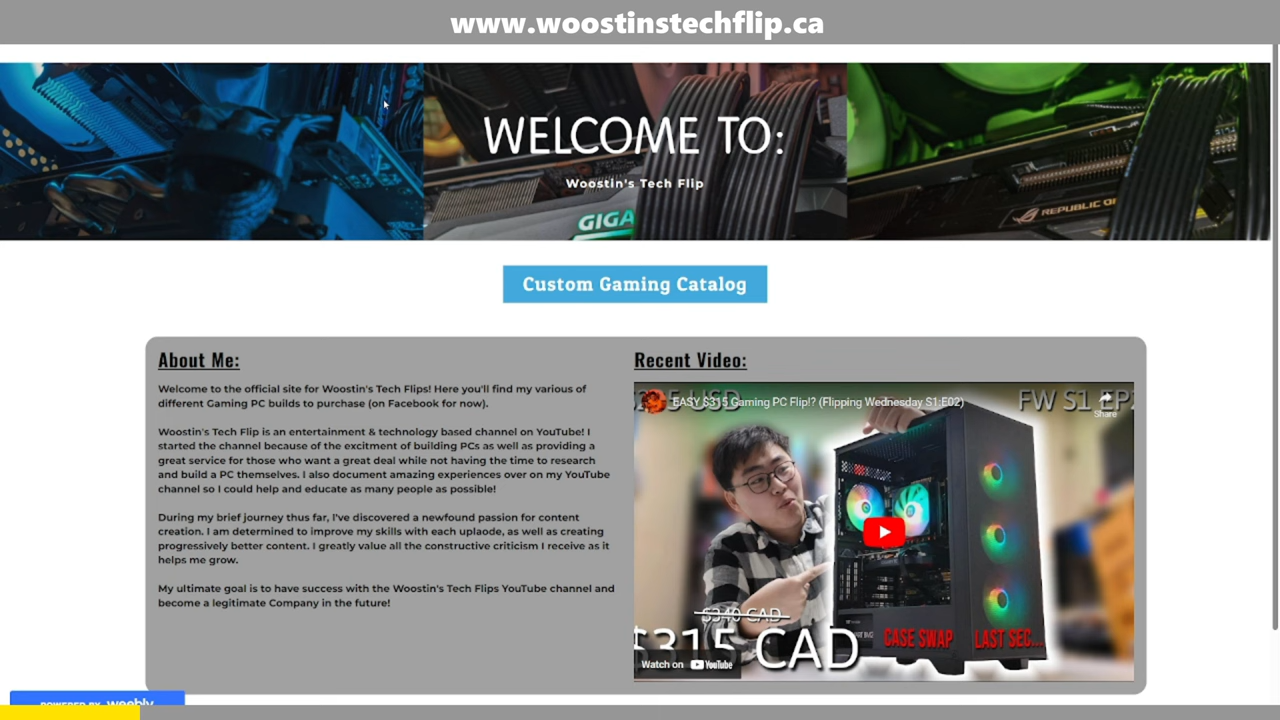 www.woostinstechflip.ca
WELCOME TO:
Woostin's Tech Flip
GIGA
REPUBLIC OF
Custom Gaming Catalog
About Me:
Welcome to the official site for Woostin's Tech Flips! Here you'll find my various of
different Gaming PC builds to purchase (on Facebook for now).
Woostin's Tech Flip is an entertainment & technology based channel on YouTube! I
started the channel because of the excitment of building PCs as well as providing a
great service for those who want a great deal while not having the time to research
and build a PC themselves. I also document amazing experiences over on my YouTube
channel so I could help and educate as many people as possible!
During my brief journey thus far, I've discovered a newfound passion for content
creation. I am determined to improve my skills with each uplaode, as well as creating
progressively better content. I greatly value all the constructive criticism I receive as it
helps me grow.
My ultimate goal is to have success with the Woostin's Tech Flips YouTube channel and
become a legitimate Company in the future!
Recent Video:
EASY $315 Gaming PC Flip!? (Flipping Wednesday S1:E02)
USD
FW S1 EP2
Share
$340 CAD
$315 CAD
CASE SWAP
LAST SEC...
Watch on YouTube
POWERED BY weebly